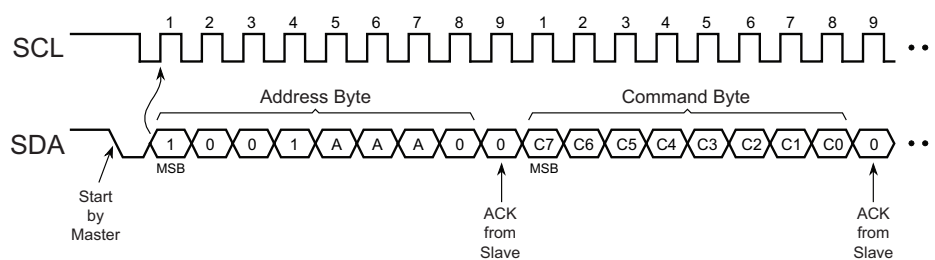 1 2 3 4 5 6 7 8 9 1 2 3 4 5 6 7 8 9
SCL
Address Byte Command Byte
SDA 1 0 0 1 A A A 0 0 C7 C6 C5 C4 C3 C2 C1 C0 0
MSB MSB
Start
by
Master
ACK
from
Slave
ACK
from
Slave